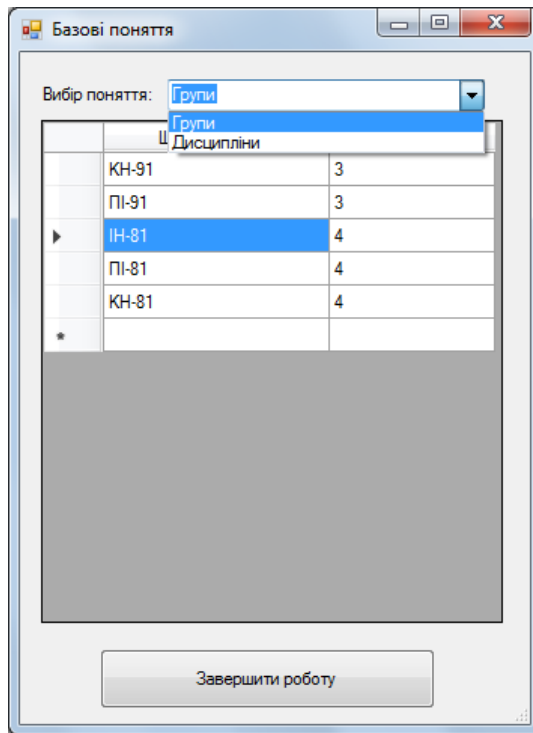 Базові поняття
Вибір поняття: Групи
Групи
Дисципліни
КН-91 3
ПІ-91 3
ІН-81 4
ПІ-81 4
КН-81 4
Завершити роботу